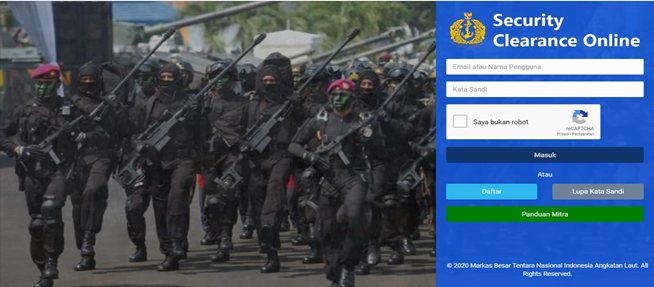 Security
Clearance Online
Email atau Nama Pengguna
Kata Sandi
Saya bukan robot
reCAPTCHA
Privasi - Persyaratan
Masuk
Atau
Daftar
Lupa Kata Sandi
Panduan Mitra
© 2020 Markas Besar Tentara Nasional Indonesia Angkatan Laut. All
Rights Reserved.